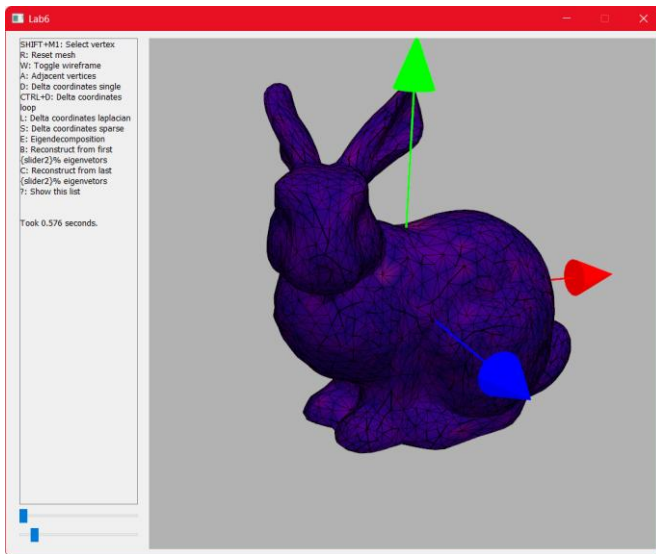 Lab6
SHIFT+M1: Select vertex
R: Reset mesh
W: Toggle wireframe
A: Adjacent vertices
D: Delta coordinates single
CTRL+D: Delta coordinates
loop
L: Delta coordinates laplacian
S: Delta coordinates sparse
E: Eigendecomposition
B: Reconstruct from first
{slider2}% eigenvetors
C: Reconstruct from last
{slider2}% eigenvetors
?: Show this list
Took 0.576 seconds.